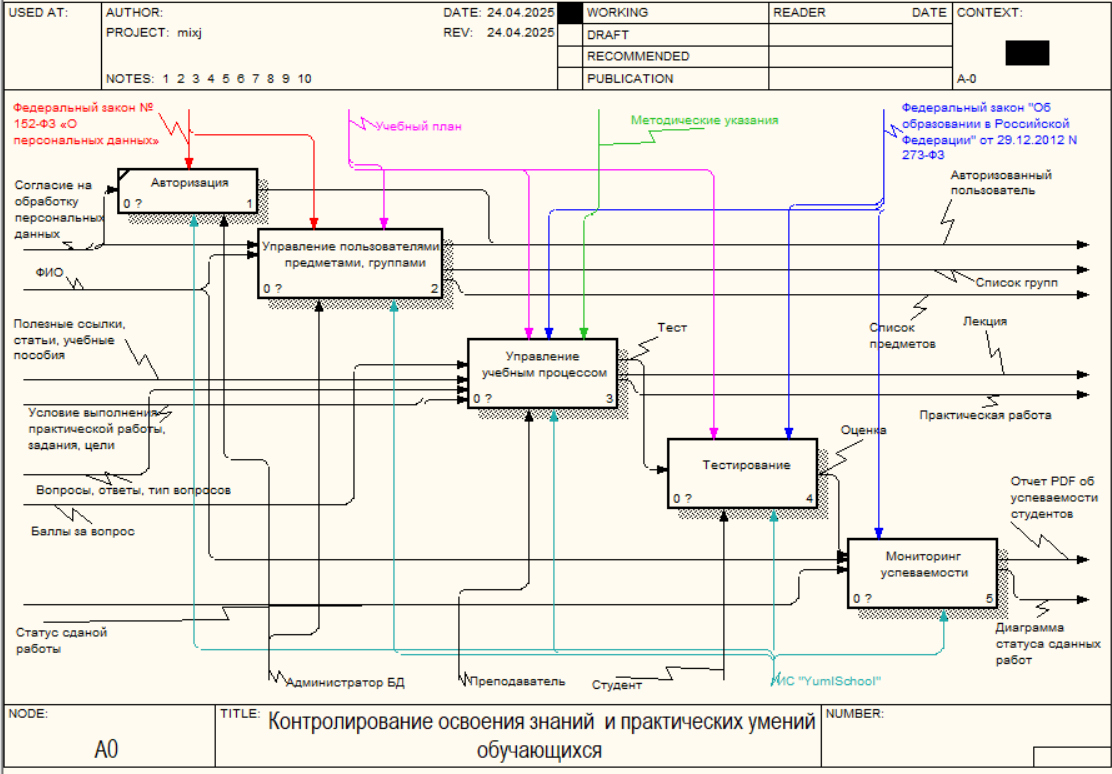 USED AT:
AUTHOR:
DATE: 24.04.2025
WORKING
READER
DATE
CONTEXT:
PROJECT: mixj
REV: 24.04.2025
DRAFT
RECOMMENDED
NOTES: 1 2 3 4 5 6 7 8 9 10
PUBLICATION
A-0
Федеральный закон №
152-ФЗ «О
персональных данных»
Учебный план
Методические указания
Федеральный закон "Об
образовании в Российской
Федерации" от 29.12.2012 N
273-ФЗ
Авторизация
0 ?
1
Согласие на
обработку
персональных
данных
Авторизованный
пользователь
Управление пользователями
предметами, группами
0 ?
2
ФИО
Список групп
Список
предметов
Лекция
Полезные ссылки,
статьи, учебные
пособия
Тест
Управление
учебным процессом
0 ?
3
Условие выполнения
практической работы,
задания, цели
Практическая работа
Оценка
Тестирование
0 ?
4
Вопросы, ответы, тип вопросов
Баллы за вопрос
Отчет PDF об
успеваемости
студентов
Мониторинг
успеваемости
0 ?
5
Статус сданой
работы
Диаграмма
статуса сданных
работ
Администратор БД
Преподаватель
Студент
ИС "YumISchool"
NODE:
TITLE:
NUMBER:
A0
Контролирование освоения знаний и практических умений
обучающихся